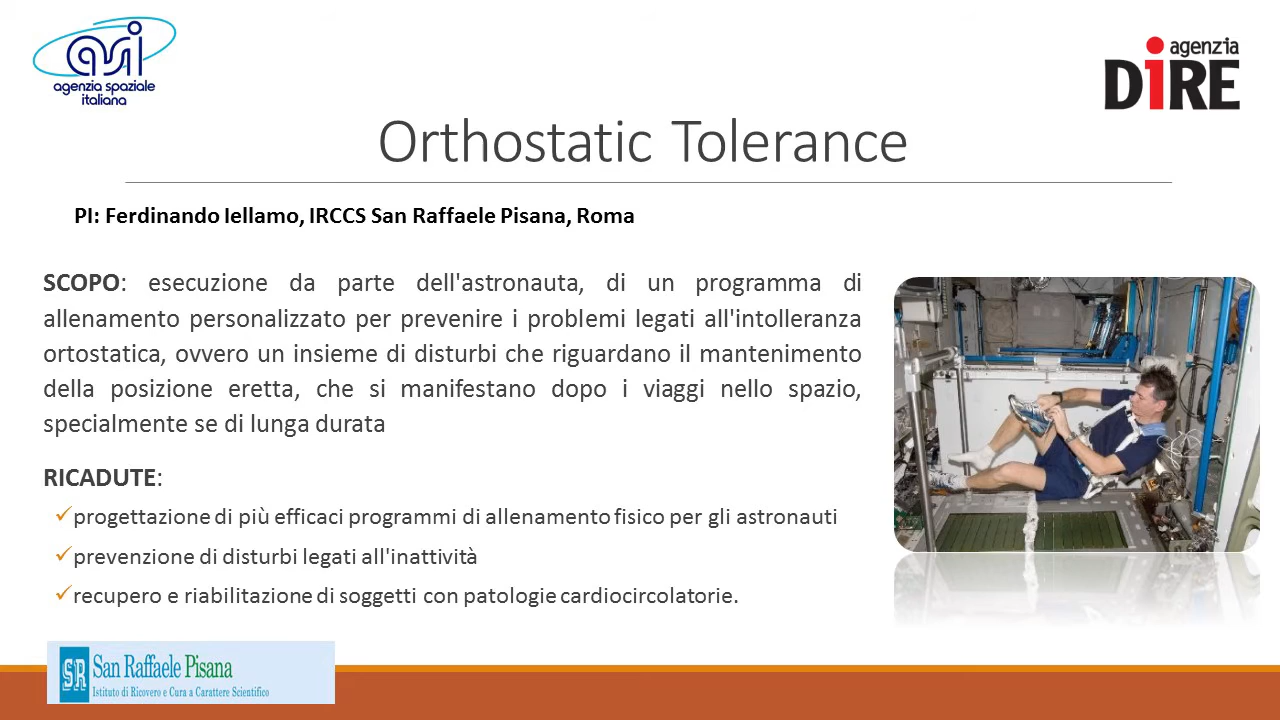 asi
agenzia spaziale
italiana
agenzia
DiRE
Orthostatic Tolerance
PI: Ferdinando Iellamo, IRCCS San Raffaele Pisana, Roma
SCOPO: esecuzione da parte dell'astronauta, di un programma di
allenamento personalizzato per prevenire i problemi legati all'intolleranza
ortostatica, ovvero un insieme di disturbi che riguardano il mantenimento
della posizione eretta, che si manifestano dopo i viaggi nello spazio,
specialmente se di lunga durata
RICADUTE:
✓progettazione di più efficaci programmi di allenamento fisico per gli astronauti
✓prevenzione di disturbi legati all'inattività
✓recupero e riabilitazione di soggetti con patologie cardiocircolatorie.
SR San Raffaele Pisana
Istituto di Ricovero e Cura a Carattere Scientifico